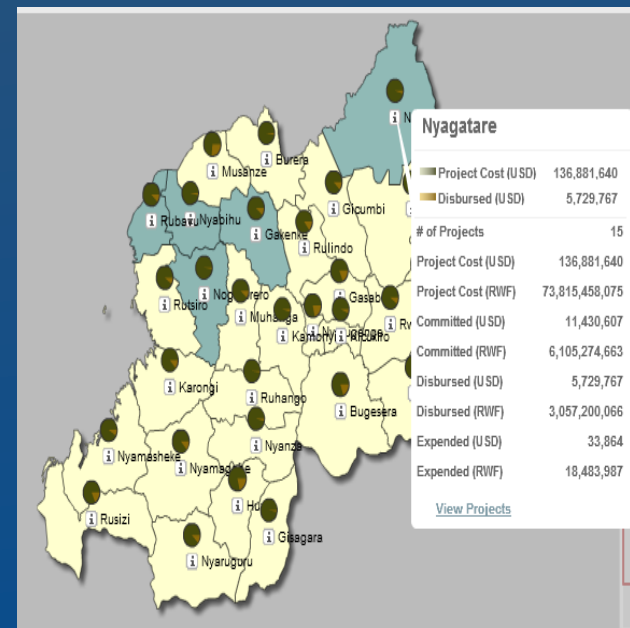 Burera
Musanze
Nyagatare
Project Cost (USD) 136,881,640
Disbursed (USD) 5,729,767
# of Projects 15
Project Cost (USD) 136,881,640
Project Cost (RWF) 73,815,458,075
Committed (USD) 11,430,607
Committed (RWF) 6,105,274,663
Disbursed (USD) 5,729,767
Disbursed (RWF) 3,057,200,066
Expended (USD) 33,864
Expended (RWF) 18,483,987
View Projects
Gicumbi
Rubavu Nyabihu
Gakenke
Rulindo
Rutsiro
Muhanga
Karongi
Ruhango
Bugesera
Nyanza
Nyamasheke
Rusizi
Gisagara
Nyaruguru